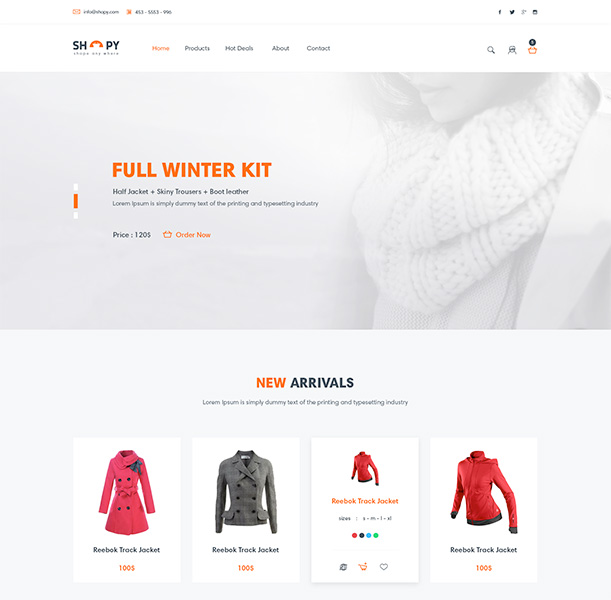 info@shopy.com 453 - 5553 - 996
SHOPY
shops any where
Home Products Hot Deals About Contact
0
FULL WINTER KIT
Half Jacket + Skiny Trousers + Boot leather
Lorem Ipsum is simply dummy text of the printing and typesetting industry
Price : 120$ Order Now
NEW ARRIVALS
Lorem Ipsum is simply dummy text of the printing and typesetting industry
Reebok Track Jacket
sizes | s - m - l - xl
Reebok Track Jacket Reebok Track Jacket Reebok Track Jacket
100$ 100$ 100$